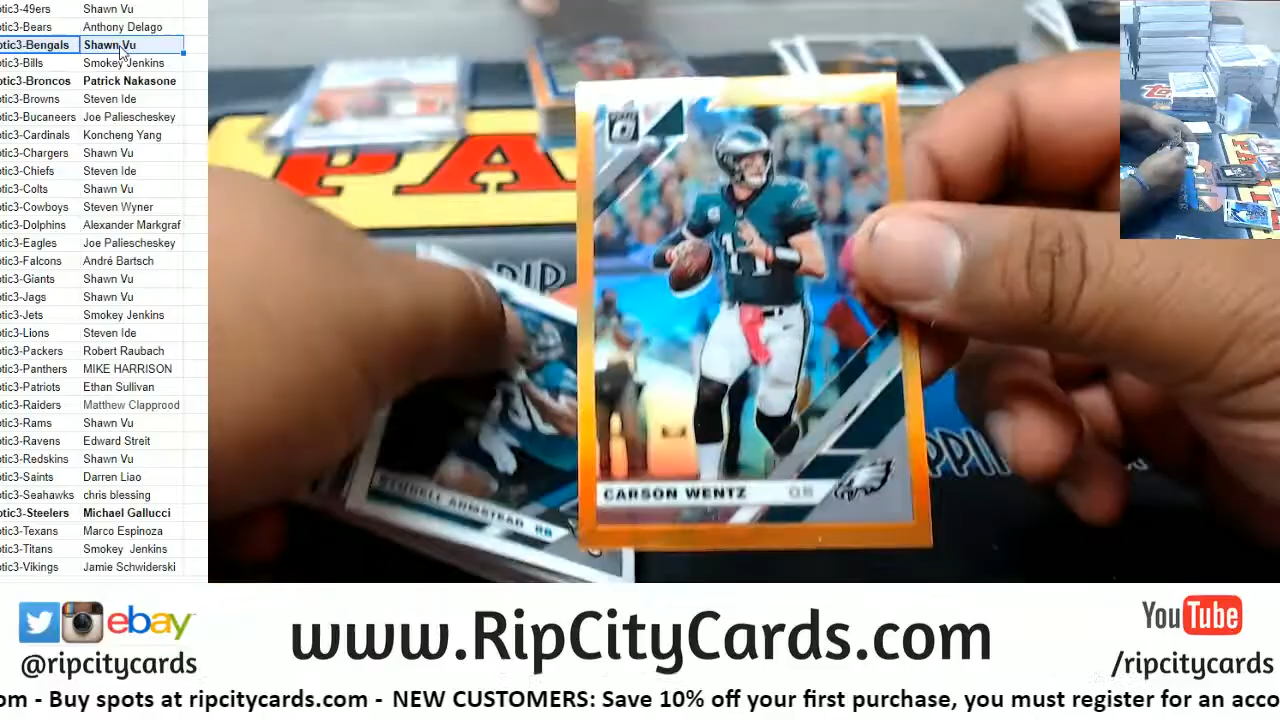 otic3-49ers Shawn Vu
otic3-Bears Anthony Delago
otic3-Bengals Shawn Vu
otic3-Bills Smokey Jenkins
otic3-Broncos Patrick Nakasone
otic3-Browns Steven Ide
otic3-Bucaneers Joe Paliescheskey
otic3-Cardinals Koncheng Yang
otic3-Chargers Shawn Vu
otic3-Chiefs Steven Ide
otic3-Colts Shawn Vu
otic3-Cowboys Steven Wyner
otic3-Dolphins Alexander Markgraf
otic3-Eagles Joe Paliescheskey
otic3-Falcons André Bartsch
otic3-Giants Shawn Vu
otic3-Jags Shawn Vu
otic3-Jets Smokey Jenkins
otic3-Lions Steven Ide
otic3-Packers Robert Raubach
otic3-Panthers MIKE HARRISON
otic3-Patriots Ethan Sullivan
otic3-Raiders Matthew Clapprood
otic3-Rams Shawn Vu
otic3-Ravens Edward Streit
otic3-Redskins Shawn Vu
otic3-Saints Darren Liao
otic3-Seahawks chris blessing
otic3-Steelers Michael Gallucci
otic3-Texans Marco Espinoza
otic3-Titans Smokey Jenkins
otic3-Vikings Jamie Schwiderski
PA
RIP
11
CARSON WENTZ QB
ARMSTEAD RB
ebay
@ripcitycards
www.RipCityCards.com
YouTube
/ripcitycards
om - Buy spots at ripcitycards.com - NEW CUSTOMERS: Save 10% off your first purchase, you must register for an acco